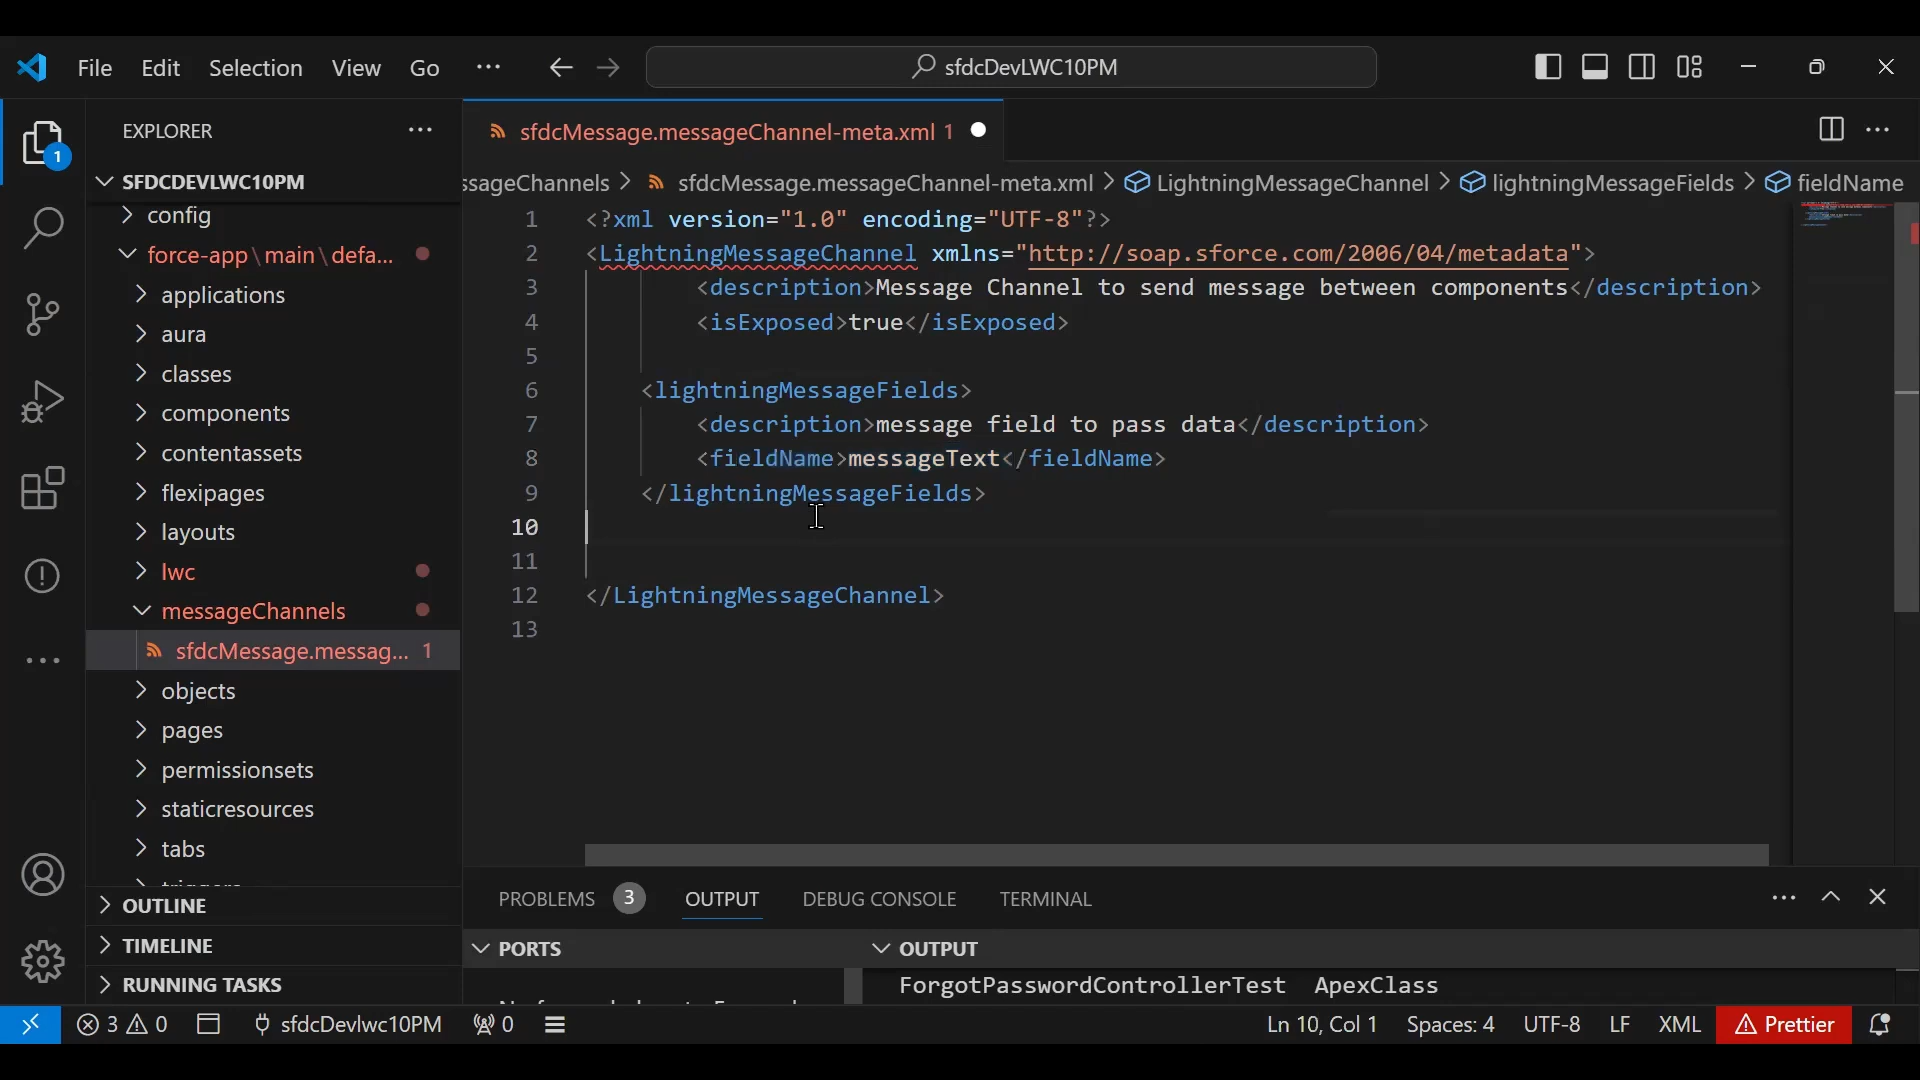 File Edit Selection View Go ··· sfdcDevLWC10PM
EXPLORER ···
sfdcMessage.messageChannel-meta.xml 1
SFDCDEVLWC10PM
ssageChannels > sfdcMessage.messageChannel-meta.xml > LightningMessageChannel > lightningMessageFields > fieldName
config
force-app\main\defa...
applications
aura
classes
components
contentassets
flexipages
layouts
lwc
messageChannels
sfdcMessage.messag... 1
objects
pages
permissionsets
staticresources
tabs
OUTLINE
TIMELINE
RUNNING TASKS
1 <?xml version="1.0" encoding="UTF-8"?>
2 <LightningMessageChannel xmlns="http://soap.sforce.com/2006/04/metadata">
3 <description>Message Channel to send message between components</description>
4 <isExposed>true</isExposed>
5
6 <lightningMessageFields>
7 <description>message field to pass data</description>
8 <fieldName>messageText</fieldName>
9 </lightningMessageFields>
10
11
12 </LightningMessageChannel>
13
PROBLEMS 3 OUTPUT DEBUG CONSOLE TERMINAL
PORTS
OUTPUT
ForgotPasswordControllerTest ApexClass
1
3 0 sfdcDevlwc10PM 0 Ln 10, Col 1 Spaces: 4 UTF-8 LF XML Prettier